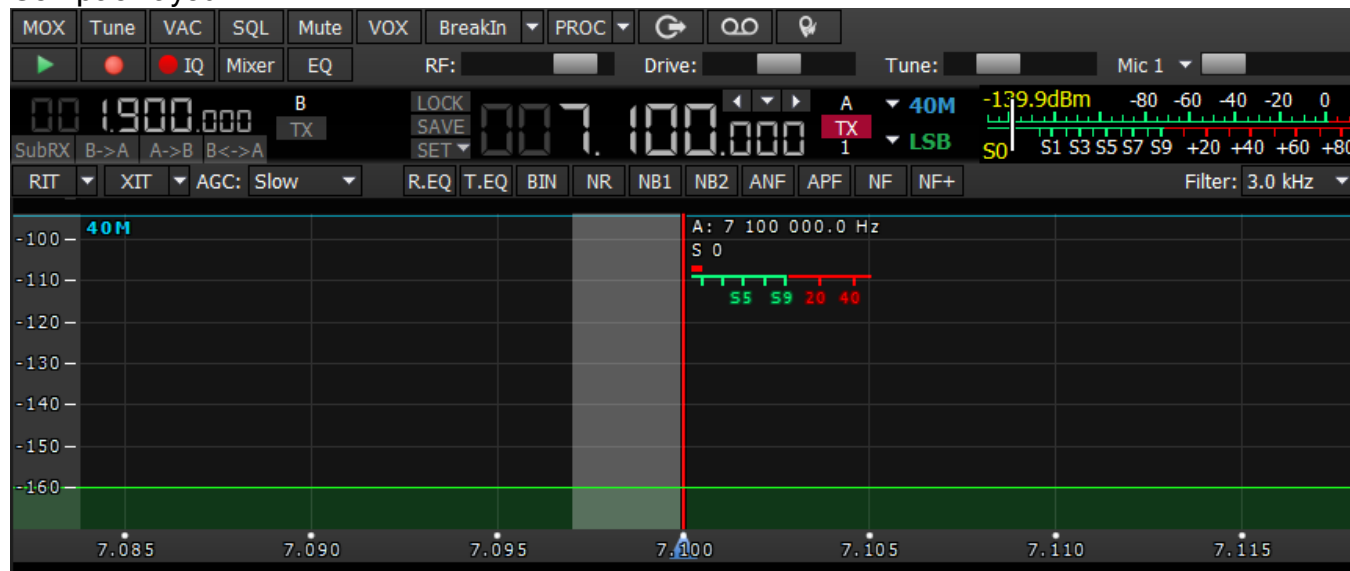 MOX Tune VAC SQL Mute VOX BreakIn PROC
IQ Mixer EQ RF: Drive: Tune: Mic 1
1.900.000 B TX LOCK SAVE SET 7.100.000 A TX 1 40M LSB
SubRX B->A A->B B<->A
-139.9dBm -80 -60 -40 -20 0
S0 S1 S3 S5 S7 S9 +20 +40 +60 +80
RIT XIT AGC: Slow R.EQ T.EQ BIN NR NB1 NB2 ANF APF NF NF+ Filter: 3.0 kHz
40M A: 7 100 000.0 Hz
-100
S 0
-110
S5 S9 20 40
-120
-130
-140
-150
-160
7.085 7.090 7.095 7.100 7.105 7.110 7.115